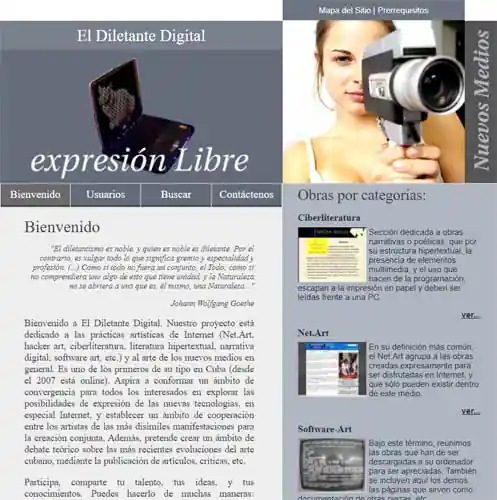 Mapa del Sitio | Prerrequisitos
El Diletante Digital
expresión Libre
Nuevos Medios
Bienvenido Usuarios Buscar Contáctenos
Bienvenido
"El diletantismo es noble, y quien es noble es diletante. Por el
contrario, es vulgar todo lo que significa gremio y especialidad y
profesión. (...) Como si todo no fuera un conjunto, el Todo, como si
no comprendiera uno algo de esto que tiene unidad, y la Naturaleza
no se abriera a uno que es, él mismo, una Naturaleza..."
Johann Wolfgang Goethe
Bienvenido a El Diletante Digital. Nuestro proyecto está
dedicado a las prácticas artísticas de Internet (Net.Art,
hacker art, ciberliteratura, literatura hipertextual, narrativa
digital, software art, etc.) y al arte de los nuevos medios en
general. Es uno de los primeros de su tipo en Cuba (desde
el 2007 está online). Aspira a conformar un ámbito de
convergencia para todos los interesados en explorar las
posibilidades de expresión de las nuevas tecnologías, en
especial Internet, y establecer un ámbito de cooperación
entre los artistas de las más disímiles manifestaciones para
la creación conjunta. Además, pretende crear un ámbito de
debate teórico sobre las más recientes evoluciones del arte
cubano, mediante la publicación de artículos, críticas, etc.
Participa, comparte tu talento, tus ideas, y tus
conocimientos. Puedes hacerlo de muchas maneras:
Obras por categorías:
Ciberliteratura
Sección dedicada a obras
narrativas o poéticas, que por
su estructura hipertextual, la
presencia de elementos
multimedia, y el uso que
hacen de la programación,
escapan a la impresión en papel y deben ser
leídas frente a una PC.
ver...
Net.Art
En su definición más común,
el Net Art agrupa a las obras
creadas expresamente para
ser disfrutadas en Internet, y
que sólo pueden existir dentro
de este medio.
ver...
Software-Art
Bajo este término, reunimos
las obras que han de ser
descargadas a su ordenador
para ser apreciadas. También
se incluyen aquí los demos,
las páginas que sirven como
documentación de otras piezas, etc.